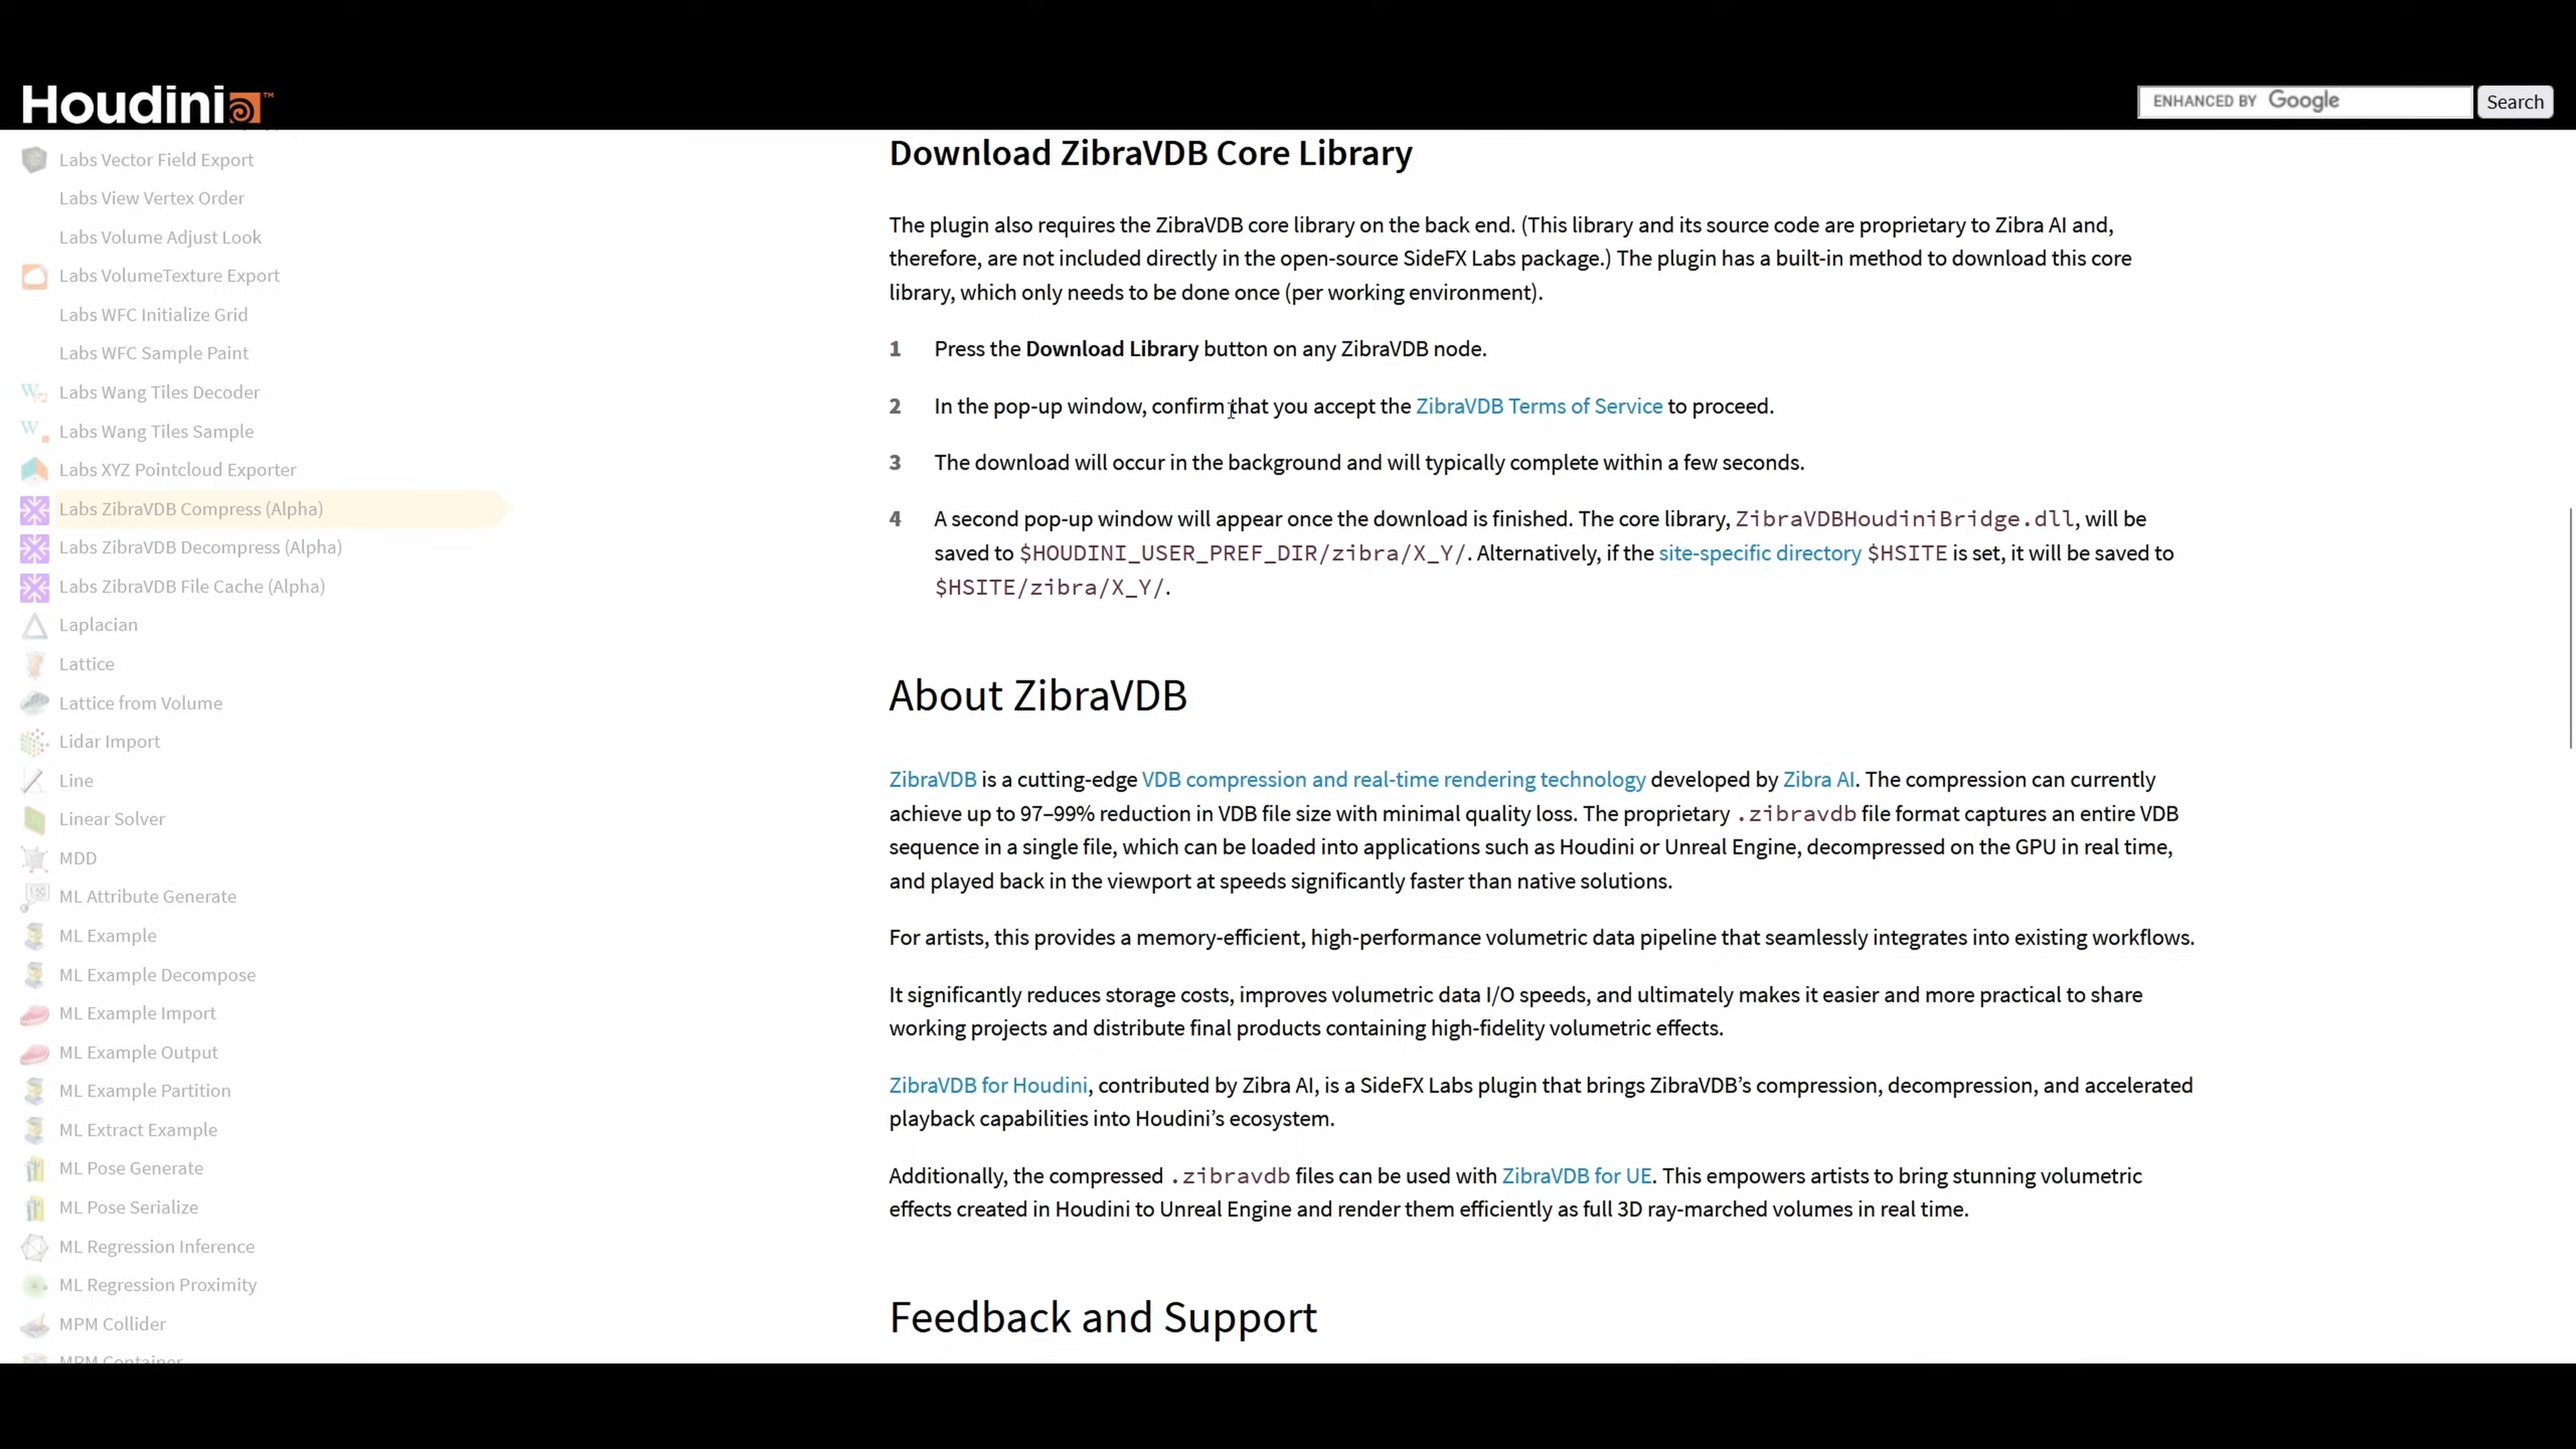 Houdini™
ENHANCED BY Google
Search
Labs Vector Field Export
Labs View Vertex Order
Labs Volume Adjust Look
Labs VolumeTexture Export
Labs WFC Initialize Grid
Labs WFC Sample Paint
Labs Wang Tiles Decoder
Labs Wang Tiles Sample
Labs XYZ Pointcloud Exporter
Labs ZibraVDB Compress (Alpha)
Labs ZibraVDB Decompress (Alpha)
Labs ZibraVDB File Cache (Alpha)
Laplacian
Lattice
Lattice from Volume
Lidar Import
Line
Linear Solver
MDD
ML Attribute Generate
ML Example
ML Example Decompose
ML Example Import
ML Example Output
ML Example Partition
ML Extract Example
ML Pose Generate
ML Pose Serialize
ML Regression Inference
ML Regression Proximity
MPM Collider
MPM Container
Download ZibraVDB Core Library
The plugin also requires the ZibraVDB core library on the back end. (This library and its source code are proprietary to Zibra AI and,
therefore, are not included directly in the open-source SideFX Labs package.) The plugin has a built-in method to download this core
library, which only needs to be done once (per working environment).
1 Press the Download Library button on any ZibraVDB node.
2 In the pop-up window, confirm that you accept the ZibraVDB Terms of Service to proceed.
3 The download will occur in the background and will typically complete within a few seconds.
4 A second pop-up window will appear once the download is finished. The core library, ZibraVDBHoudiniBridge.dll, will be
saved to $HOUDINI_USER_PREF_DIR/zibra/X_Y/. Alternatively, if the site-specific directory $HSITE is set, it will be saved to
$HSITE/zibra/X_Y/.
About ZibraVDB
ZibraVDB is a cutting-edge VDB compression and real-time rendering technology developed by Zibra AI. The compression can currently
achieve up to 97–99% reduction in VDB file size with minimal quality loss. The proprietary .zibravdb file format captures an entire VDB
sequence in a single file, which can be loaded into applications such as Houdini or Unreal Engine, decompressed on the GPU in real time,
and played back in the viewport at speeds significantly faster than native solutions.
For artists, this provides a memory-efficient, high-performance volumetric data pipeline that seamlessly integrates into existing workflows.
It significantly reduces storage costs, improves volumetric data I/O speeds, and ultimately makes it easier and more practical to share
working projects and distribute final products containing high-fidelity volumetric effects.
ZibraVDB for Houdini, contributed by Zibra AI, is a SideFX Labs plugin that brings ZibraVDB’s compression, decompression, and accelerated
playback capabilities into Houdini’s ecosystem.
Additionally, the compressed .zibravdb files can be used with ZibraVDB for UE. This empowers artists to bring stunning volumetric
effects created in Houdini to Unreal Engine and render them efficiently as full 3D ray-marched volumes in real time.
Feedback and Support